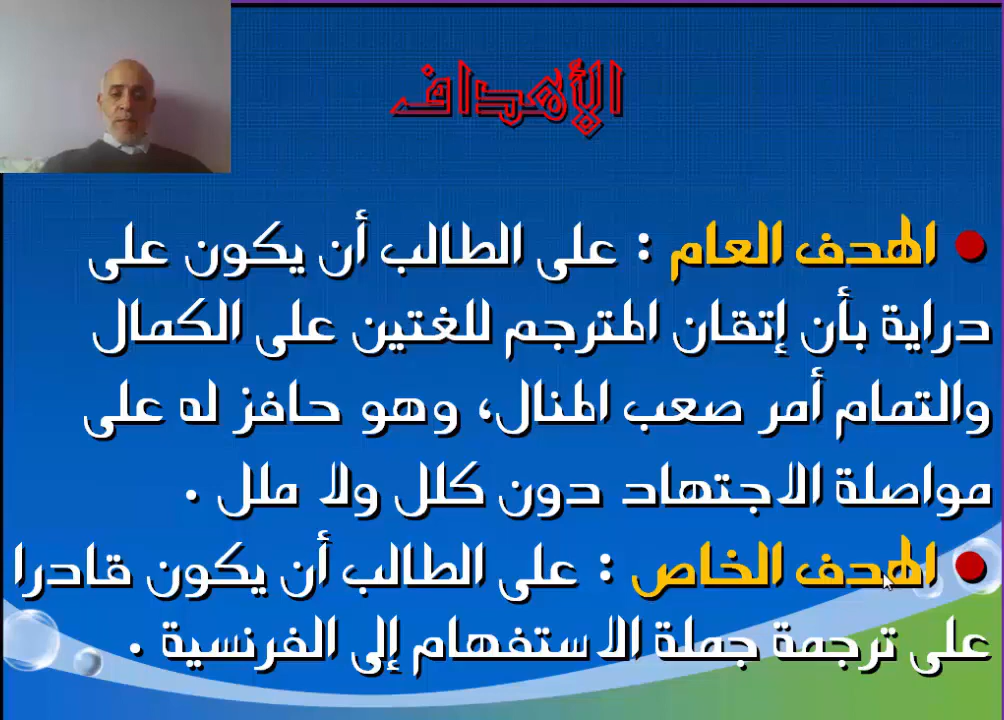 الأهداف
الهدف العام : على الطالب أن يكون على
دراية بأن إتقان المترجم للغتين على الكمال
والتمام أمر صعب المنال، وهو حافز له على
مواصلة الاجتهاد دون كلل ولا ملل .
الهدف الخاص : على الطالب أن يكون قادرا
على ترجمة جملة الاستفهام إلى الفرنسية .